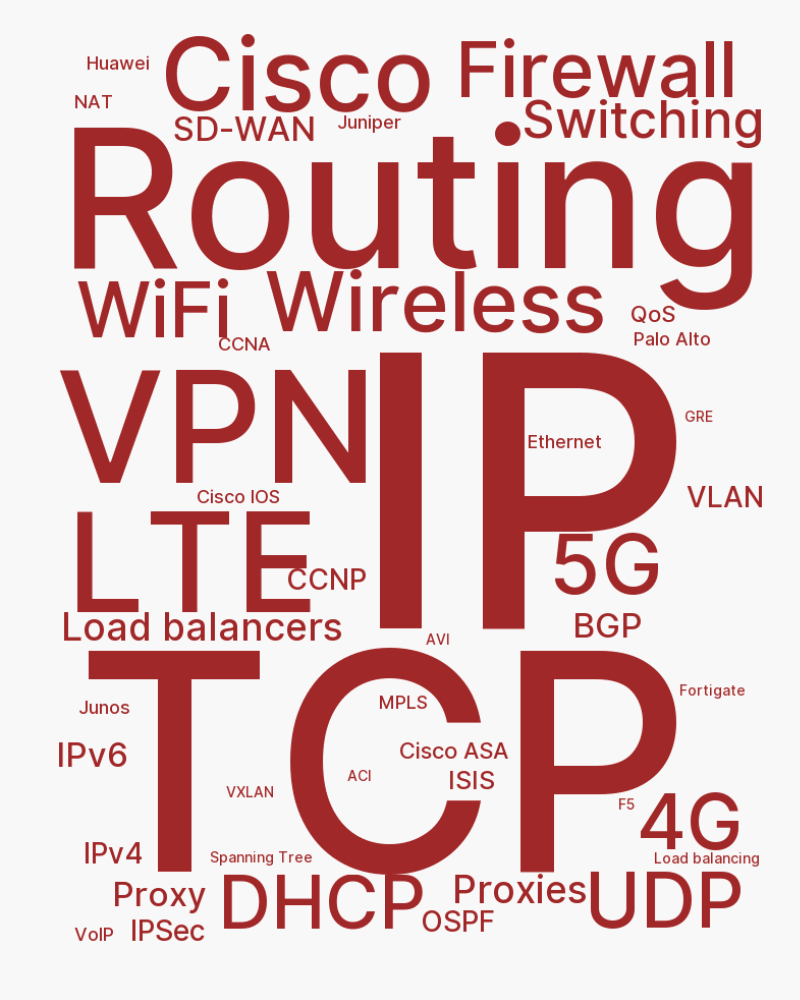 Huawei
Cisco
Firewall
NAT
SD-WAN
Juniper
Switching
Routing
WiFi
Wireless
QoS
CCNA
Palo Alto
VPN
IP
GRE
Ethernet
Cisco IOS
VLAN
LTE
CCNP
5G
Load balancers
BGP
AVI
TCP
Fortigate
Junos
MPLS
IPv6
Cisco ASA
ACI
ISIS
VXLAN
F5
4G
IPv4
Spanning Tree
Load balancing
Proxy
DHCP
Proxies
UDP
OSPF
VoIP
IPSec